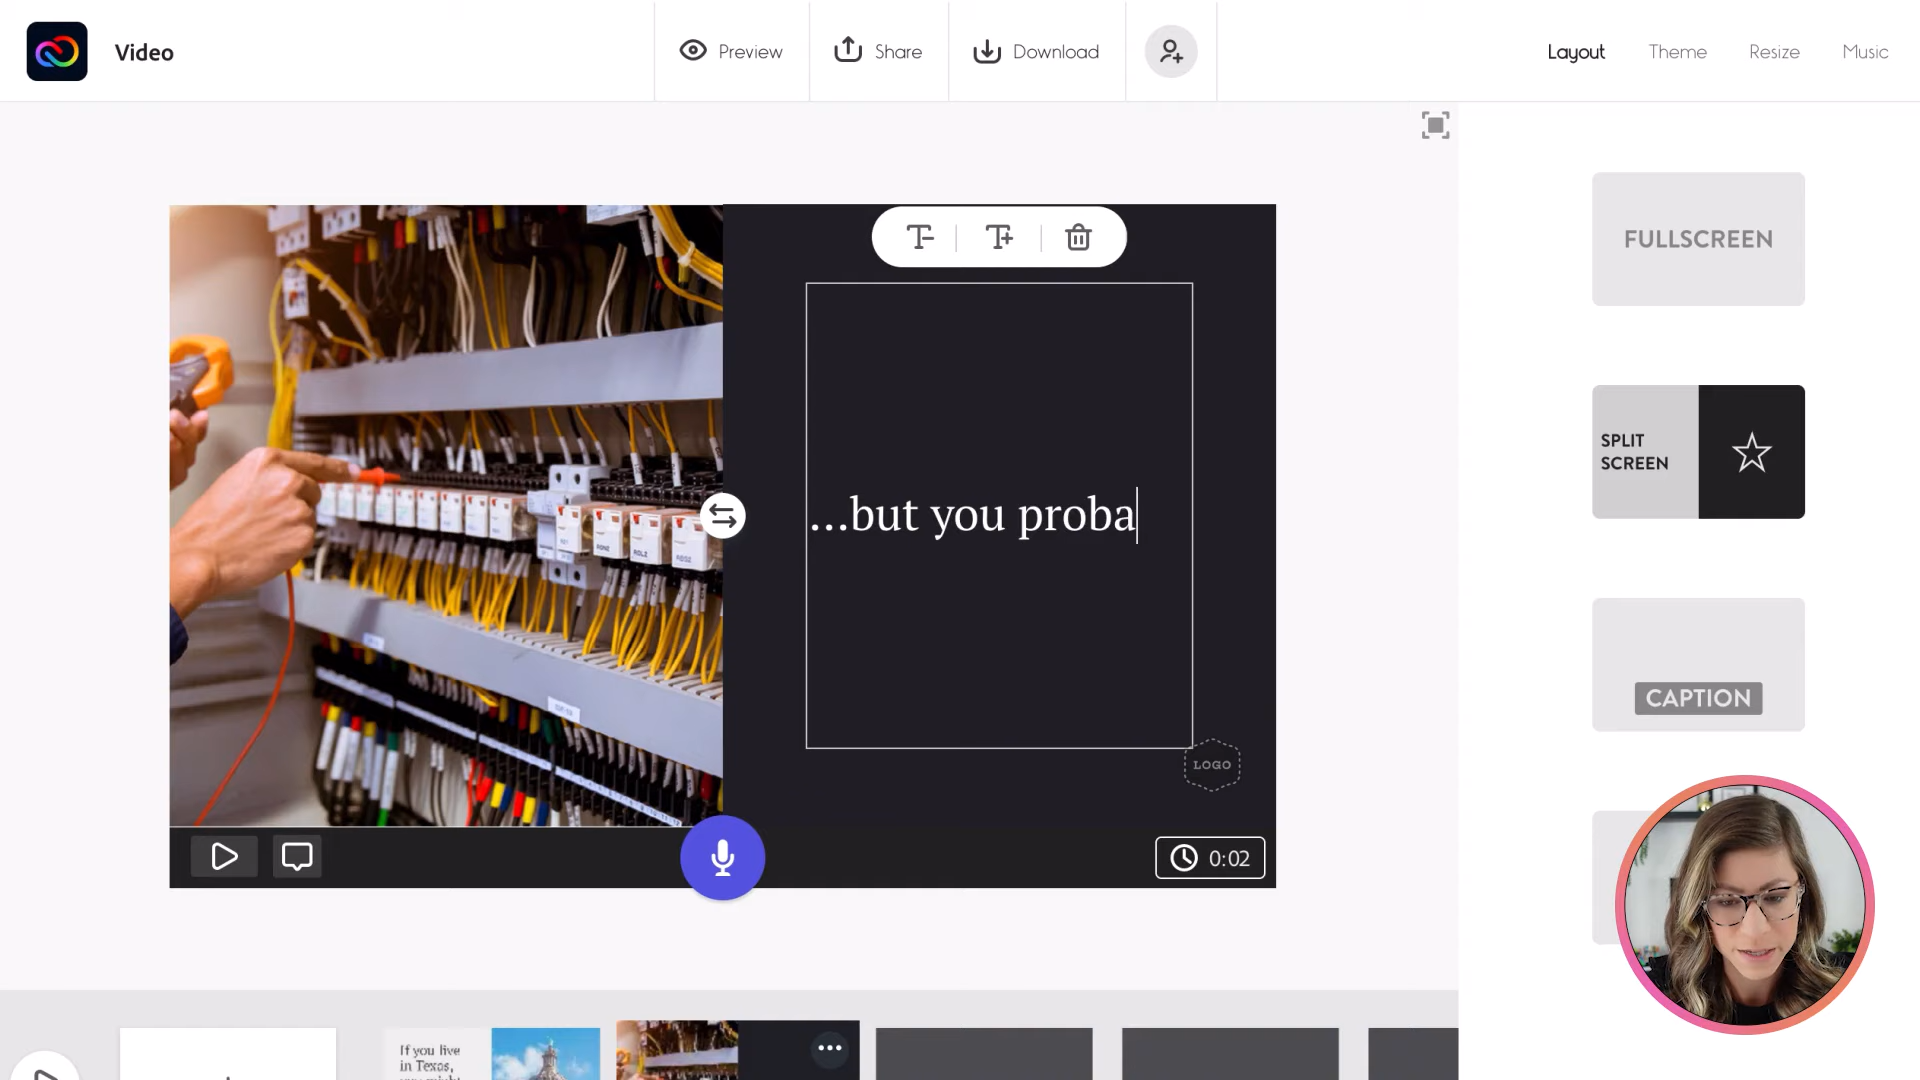 Video
Preview
Share
Download
Layout
Theme
Resize
Music
FULLSCREEN
SPLIT
SCREEN
CAPTION
...but you proba
LOGO
0:02
If you live
in Texas,